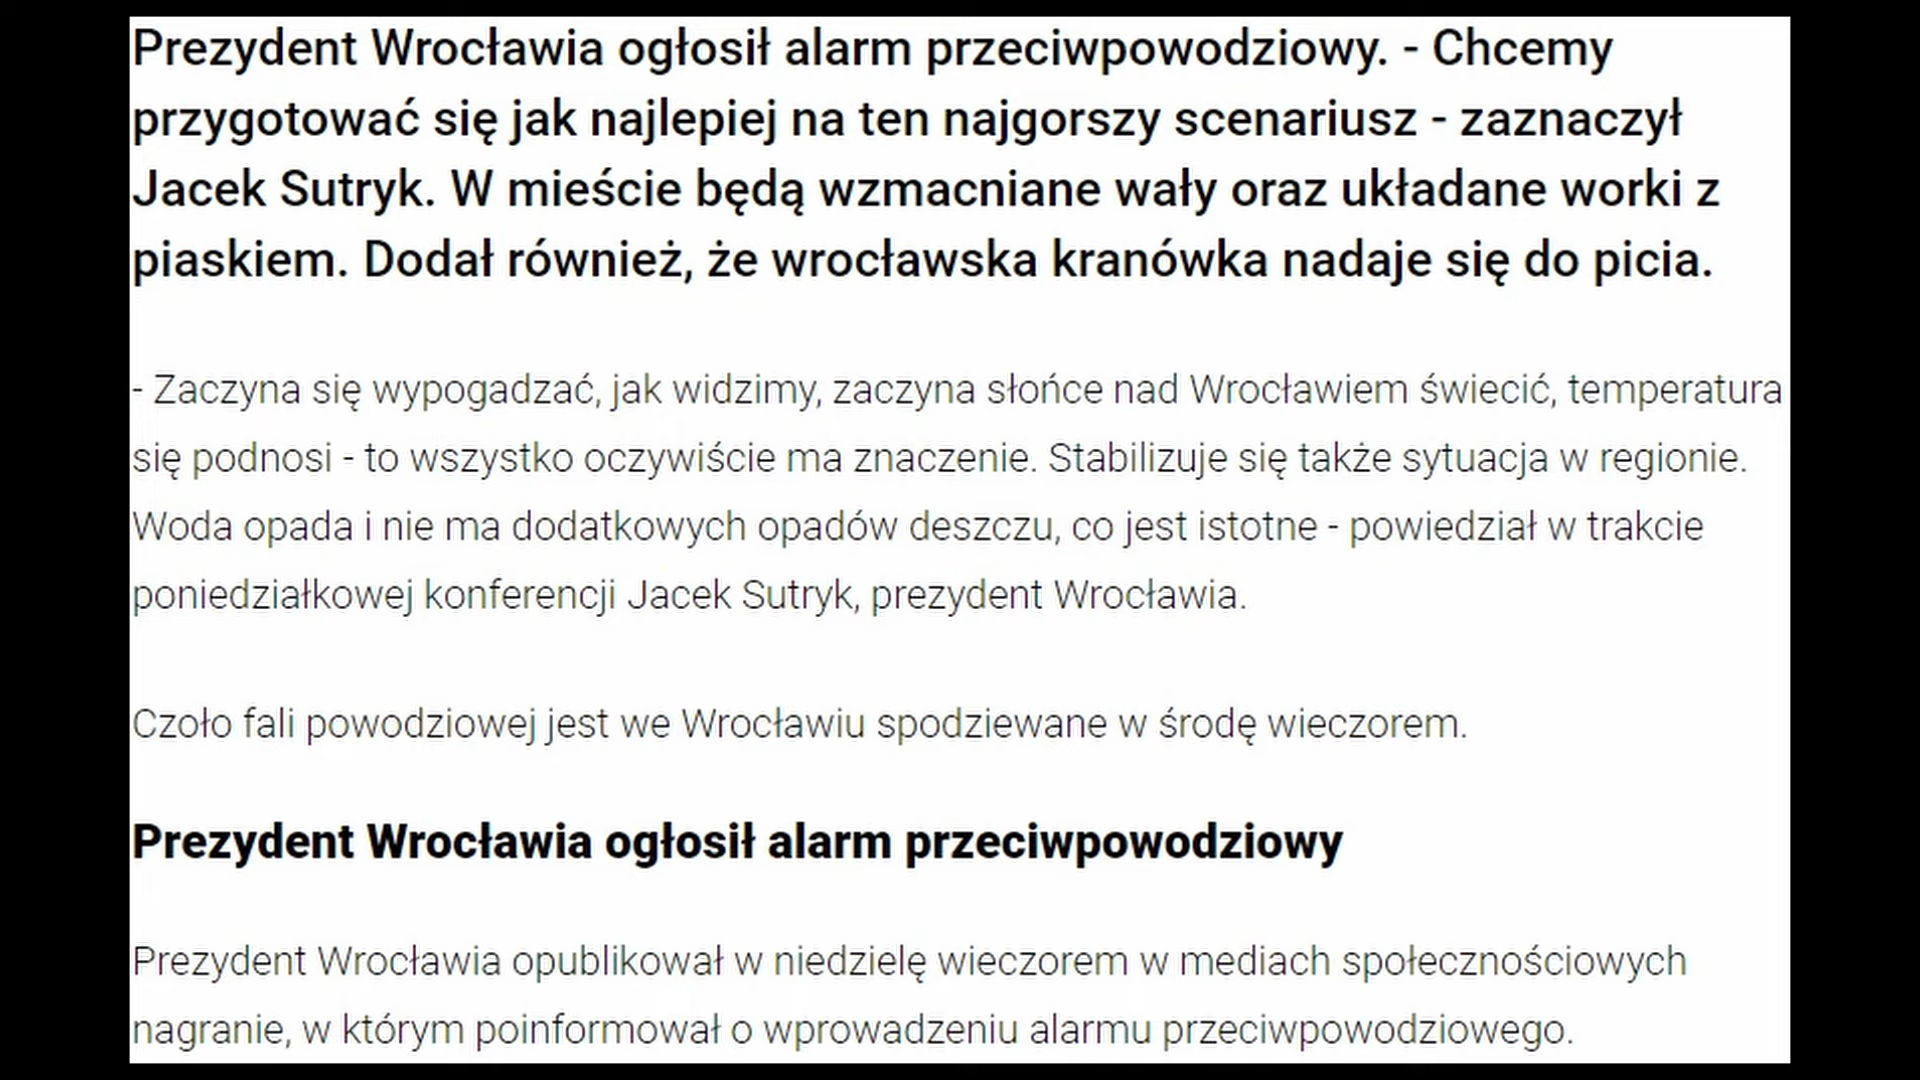 Prezydent Wrocławia ogłosił alarm przeciwpowodziowy. - Chcemy
przygotować się jak najlepiej na ten najgorszy scenariusz - zaznaczył
Jacek Sutryk. W mieście będą wzmacniane wały oraz układane worki z
piaskiem. Dodał również, że wrocławska kranówka nadaje się do picia.
- Zaczyna się wypogadzać, jak widzimy, zaczyna słońce nad Wrocławiem świecić, temperatura
się podnosi - to wszystko oczywiście ma znaczenie. Stabilizuje się także sytuacja w regionie.
Woda opada i nie ma dodatkowych opadów deszczu, co jest istotne - powiedział w trakcie
poniedziałkowej konferencji Jacek Sutryk, prezydent Wrocławia.
Czoło fali powodziowej jest we Wrocławiu spodziewane w środę wieczorem.
Prezydent Wrocławia ogłosił alarm przeciwpowodziowy
Prezydent Wrocławia opublikował w niedzielę wieczorem w mediach społecznościowych
nagranie, w którym poinformował o wprowadzeniu alarmu przeciwpowodziowego.